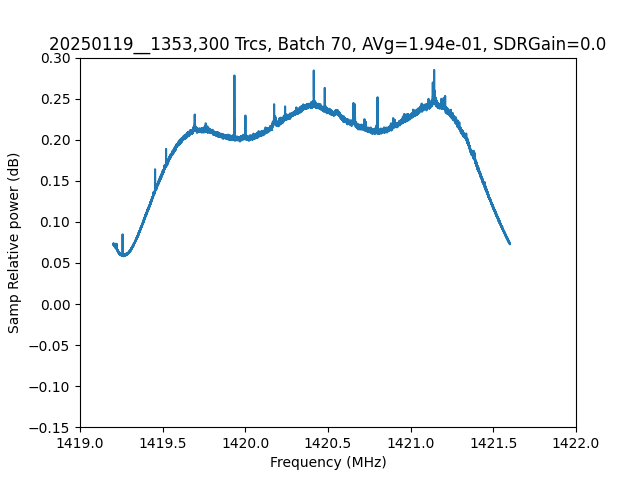 20250119__1353,300 Trcs, Batch 70, AVg=1.94e-01, SDRGain=0.0
0.30
0.25
0.20
0.15
0.10
0.05
0.00
−0.05
−0.10
−0.15
Samp Relative power (dB)
1419.0 1419.5 1420.0 1420.5 1421.0 1421.5 1422.0
Frequency (MHz)